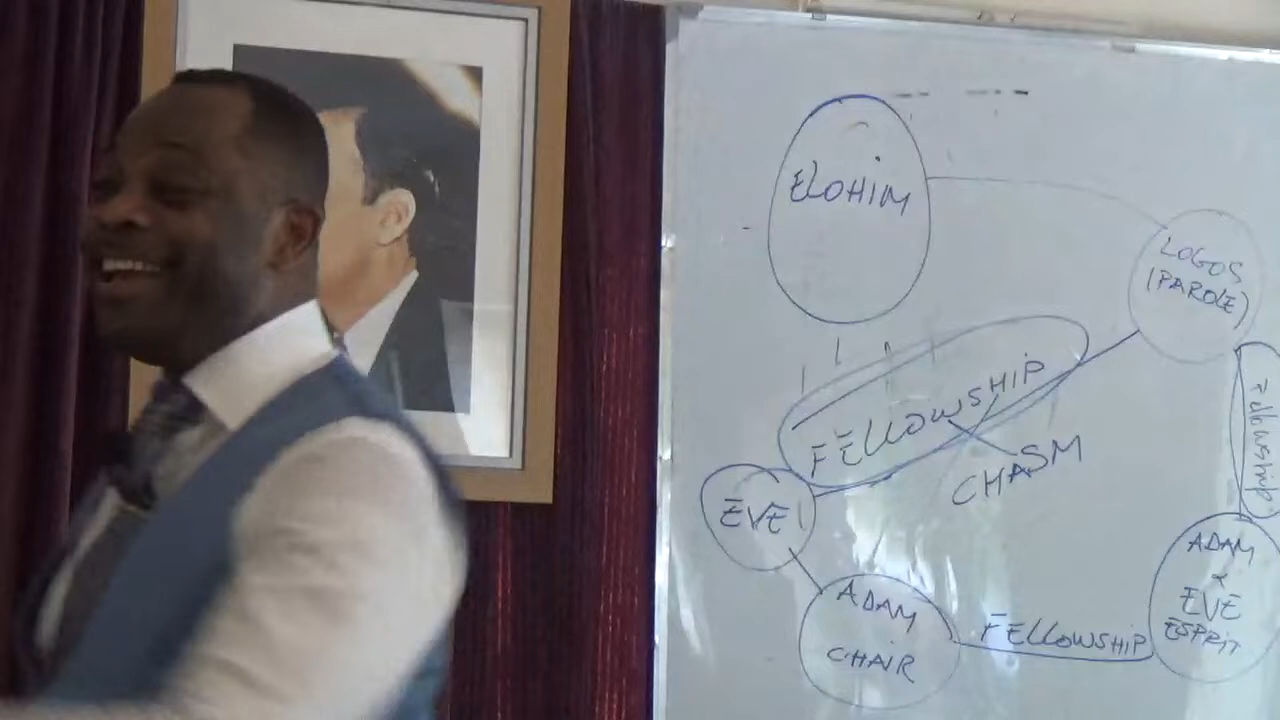 ELOHIM
LOGOS
(PAROLE)
FELLOWSHIP
CHASM
Fellowship
EVE
ADAM
&
EVE
ESPRIT
ADAM
CHAIR
FELLOWSHIP